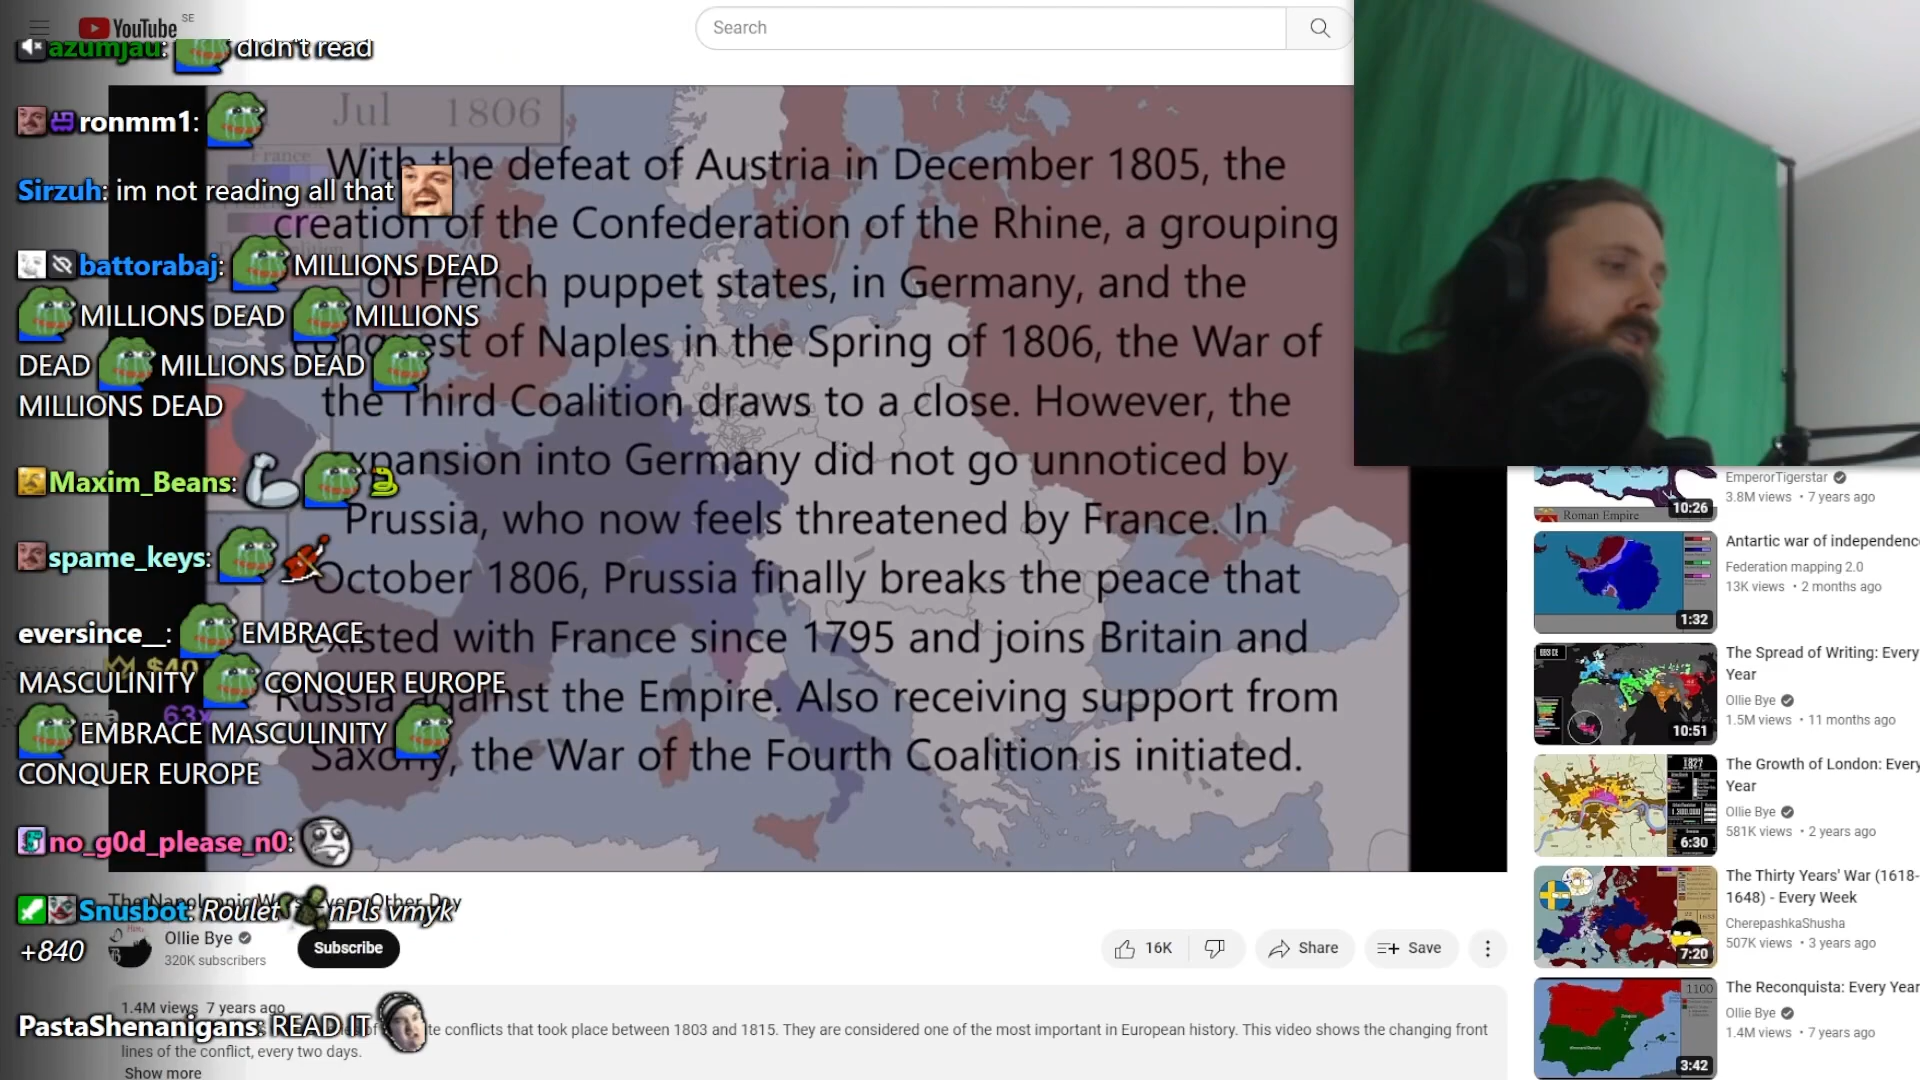 YouTube SE
Search
azumjau: didn't read
ronmm1:
Sirzuh: im not reading all that
battorabaj: MILLIONS DEAD
MILLIONS DEAD MILLIONS
DEAD MILLIONS DEAD
MILLIONS DEAD
Maxim_Beans:
spame_keys:
eversince__: EMBRACE
MASCULINITY CONQUER EUROPE
EMBRACE MASCULINITY
CONQUER EUROPE
no_g0d_please_n0:
Snusbot: Roulet nPls vmyk
+840
PastaShenanigans: READ IT
$40
63x
Jul 1806
France
With the defeat of Austria in December 1805, the
creation of the Confederation of the Rhine, a grouping
of French puppet states, in Germany, and the
of Naples in the Spring of 1806, the War of
the Third Coalition draws to a close. However, the
expansion into Germany did not go unnoticed by
Prussia, who now feels threatened by France. In
October 1806, Prussia finally breaks the peace that
existed with France since 1795 and joins Britain and
Russia against the Empire. Also receiving support from
Saxony, the War of the Fourth Coalition is initiated.
Ollie Bye
320K subscribers
Subscribe
16K
Share
Save
1.4M views 7 years ago
conflicts that took place between 1803 and 1815. They are considered one of the most important in European history. This video shows the changing front
lines of the conflict, every two days.
Show more
Roman Empire
10:26
EmperorTigerstar
3.8M views • 7 years ago
1:32
Antartic war of independence
Federation mapping 2.0
13K views • 2 months ago
10:51
The Spread of Writing: Every
Year
Ollie Bye
1.5M views • 11 months ago
6:30
The Growth of London: Every
Year
Ollie Bye
581K views • 2 years ago
7:20
The Thirty Years' War (1618-
1648) - Every Week
CherepashkaShusha
507K views • 3 years ago
1100
3:42
The Reconquista: Every Year
Ollie Bye
1.4M views • 7 years ago